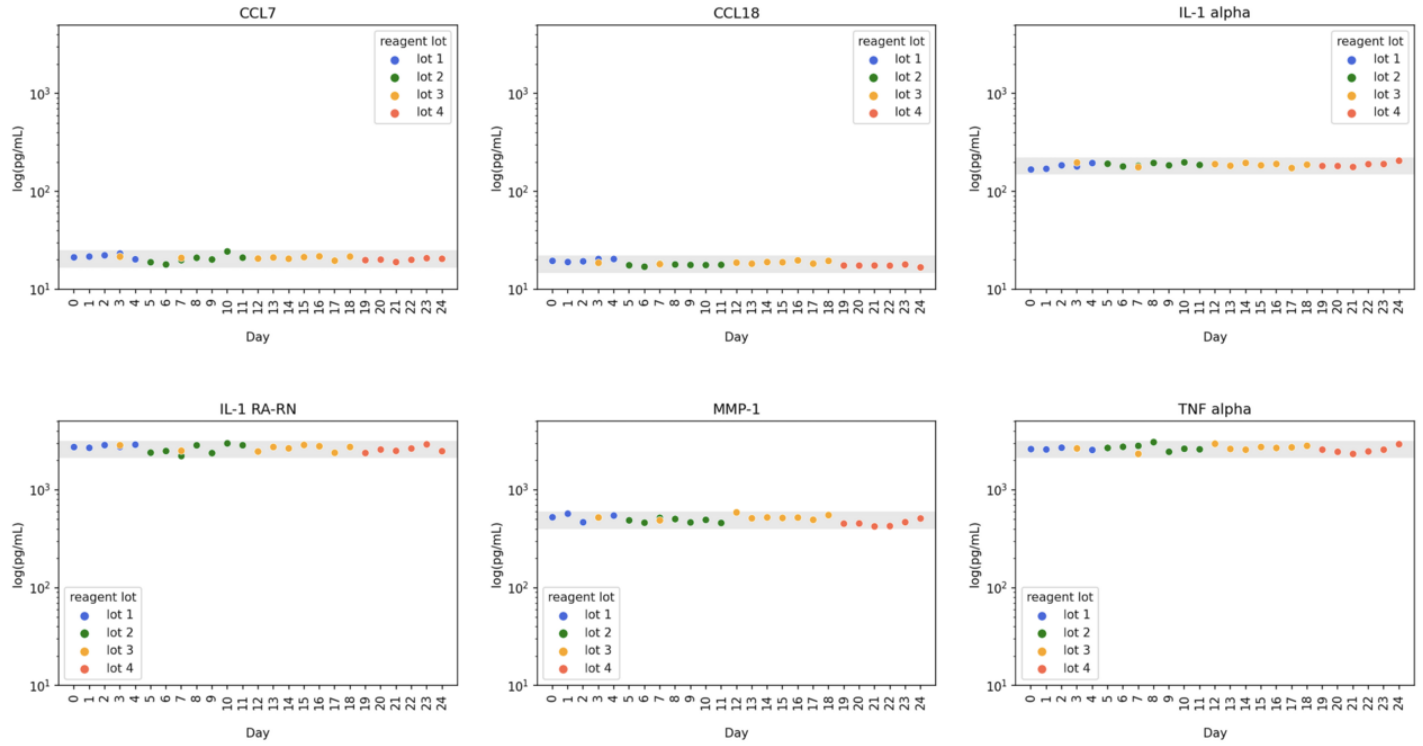 CCL7
reagent lot
lot 1
lot 2
lot 3
lot 4
10³
10²
10¹
log(pg/mL)
0 1 2 3 4 5 6 7 8 9 10 11 12 13 14 15 16 17 18 19 20 21 22 23 24
Day
CCL18
reagent lot
lot 1
lot 2
lot 3
lot 4
10³
10²
10¹
log(pg/mL)
0 1 2 3 4 5 6 7 8 9 10 11 12 13 14 15 16 17 18 19 20 21 22 23 24
Day
IL-1 alpha
reagent lot
lot 1
lot 2
lot 3
lot 4
10³
10²
10¹
log(pg/mL)
0 1 2 3 4 5 6 7 8 9 10 11 12 13 14 15 16 17 18 19 20 21 22 23 24
Day
IL-1 RA-RN
10³
10²
10¹
log(pg/mL)
reagent lot
lot 1
lot 2
lot 3
lot 4
0 1 2 3 4 5 6 7 8 9 10 11 12 13 14 15 16 17 18 19 20 21 22 23 24
Day
MMP-1
10³
10²
10¹
log(pg/mL)
reagent lot
lot 1
lot 2
lot 3
lot 4
0 1 2 3 4 5 6 7 8 9 10 11 12 13 14 15 16 17 18 19 20 21 22 23 24
Day
TNF alpha
10³
10²
10¹
log(pg/mL)
reagent lot
lot 1
lot 2
lot 3
lot 4
0 1 2 3 4 5 6 7 8 9 10 11 12 13 14 15 16 17 18 19 20 21 22 23 24
Day